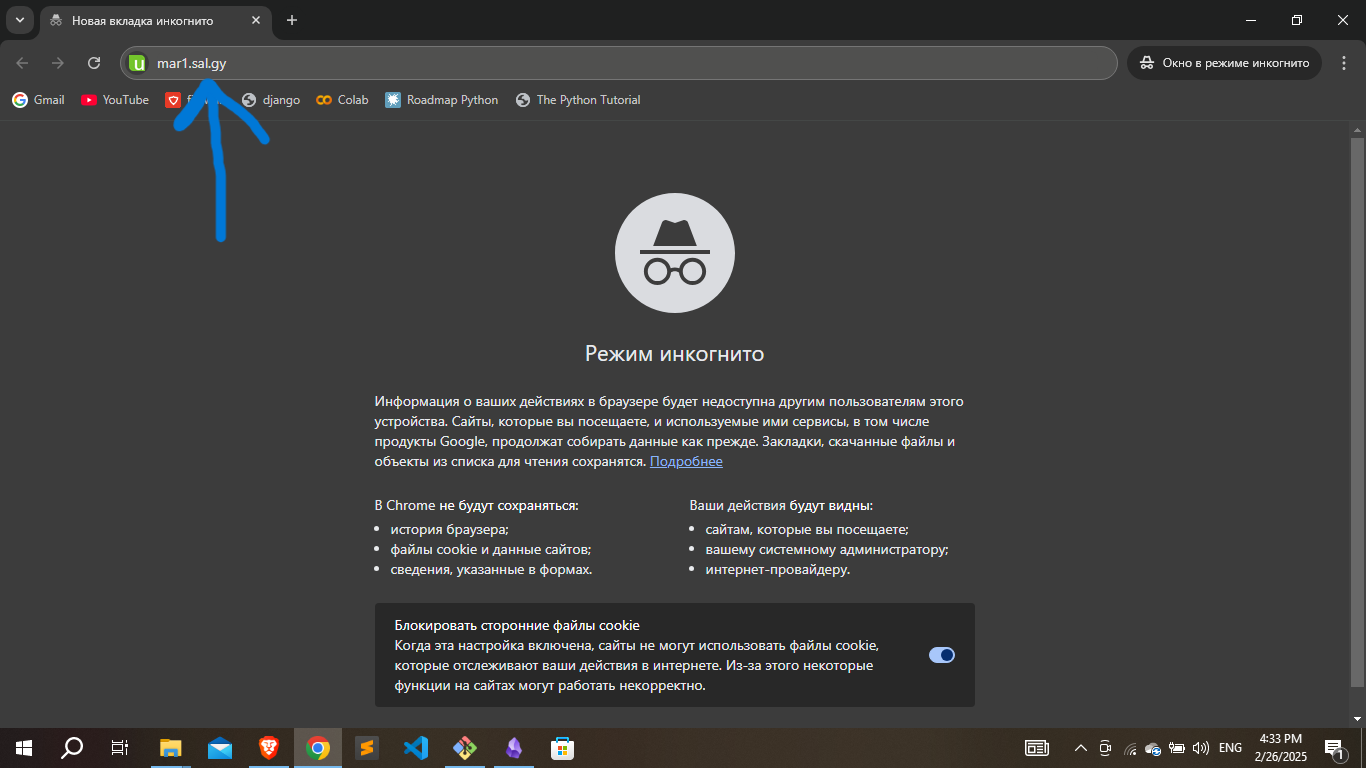 Новая вкладка инкогнито
mar1.sal.gy
Окно в режиме инкогнито
Gmail YouTube django Colab Roadmap Python The Python Tutorial
Режим инкогнито
Информация о ваших действиях в браузере будет недоступна другим пользователям этого
устройства. Сайты, которые вы посещаете, и используемые ими сервисы, в том числе
продукты Google, продолжат собирать данные как прежде. Закладки, скачанные файлы и
объекты из списка для чтения сохранятся. Подробнее
В Chrome не будут сохраняться:
история браузера;
файлы cookie и данные сайтов;
сведения, указанные в формах.
Ваши действия будут видны:
сайтам, которые вы посещаете;
вашему системному администратору;
интернет-провайдеру.
Блокировать сторонние файлы cookie
Когда эта настройка включена, сайты не могут использовать файлы cookie,
которые отслеживают ваши действия в интернете. Из-за этого некоторые
функции на сайтах могут работать некорректно.
ENG
4:33 PM
2/26/2025
1